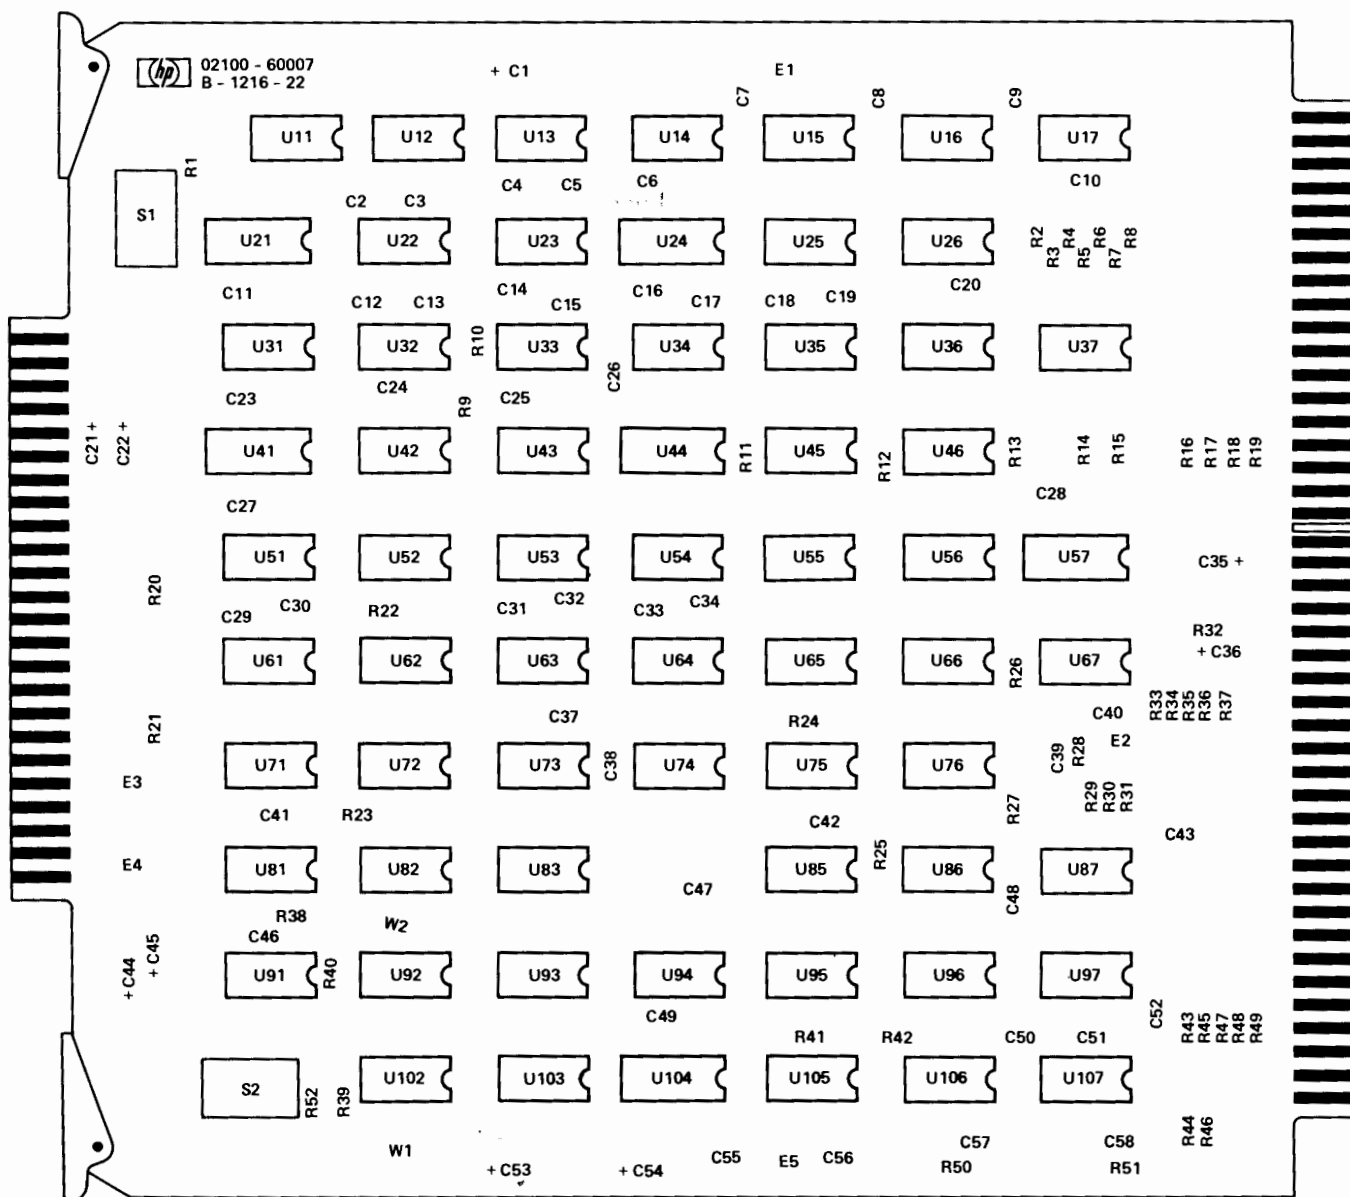 hp 02100 - 60007
B - 1216 - 22
+ C1
E1
C7
C8
C9
U11 U12 U13 U14 U15 U16 U17
R1
C4 C5 C6 C10
S1
C2 C3
U21 U22 U23 U24 U25 U26
R2 R3 R4 R5 R6 R7 R8
C11 C12 C13 C14 C15 C16 C17 C18 C19 C20
U31 U32 R10 U33 U34 U35 U36 U37
C23 C24 R9 C25 C26
C21 +
C22 +
U41 U42 U43 U44 R11 U45 R12 U46 R13 R14 R15 R16 R17 R18 R19
C27 C28
U51 U52 U53 U54 U55 U56 U57 C35 +
R20
C29 C30 R22 C31 C32 C33 C34
R32
+ C36
U61 U62 U63 U64 U65 U66 R26 U67
R33 R34 R35 R36 R37
R21
C37 R24 C40
E2
U71 U72 U73 C38 U74 U75 U76 C39 R28
E3
R29 R30 R31
C41 R23 C42 R27 C43
E4
U81 U82 U83 U85 R25 U86 U87
C47 C48
R38 W2
C46
+ C44
+ C45
U91 R40 U92 U93 U94 U95 U96 U97
C49 C52
R43 R45 R47 R48 R49
R41 R42 C50 C51
S2 R52 R39 U102 U103 U104 U105 U106 U107
R44 R46
W1 C55 E5 C56 C57 C58
+ C53 + C54 R50 R51